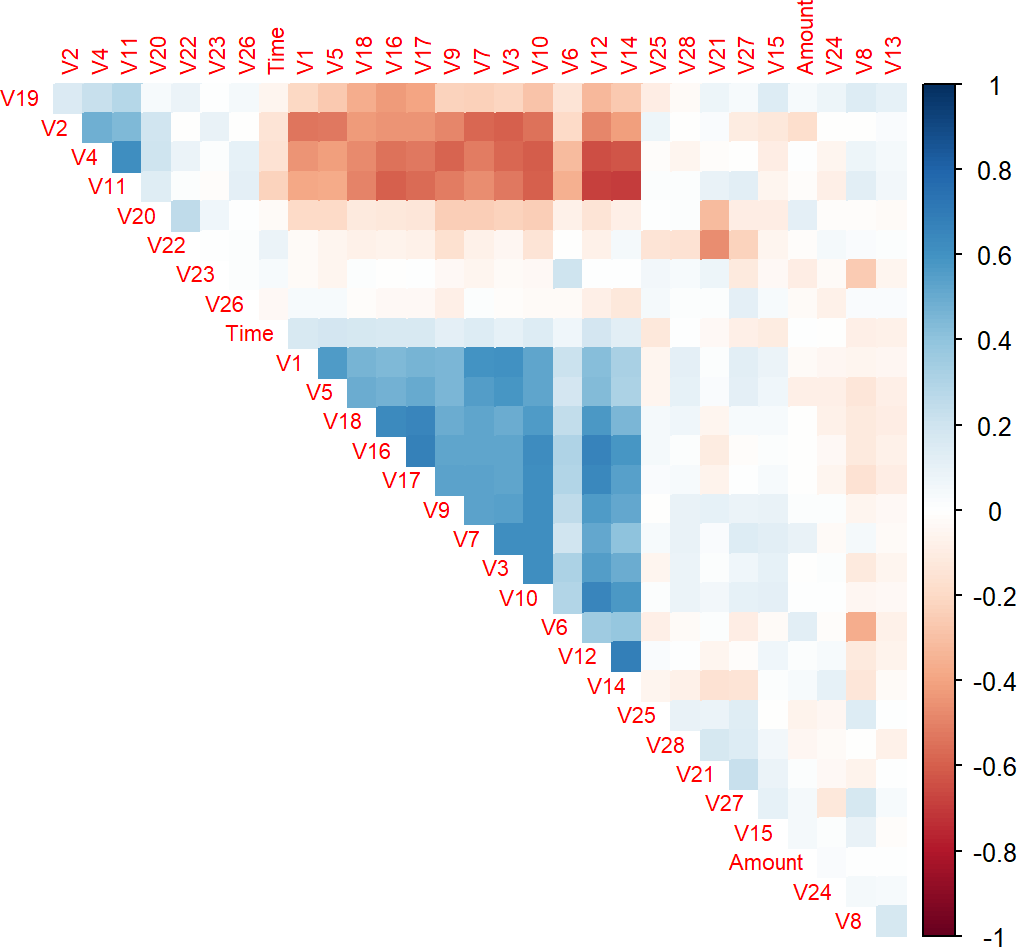 V2 V4 V11 V20 V22 V23 V26 Time V1 V5 V18 V16 V17 V9 V7 V3 V10 V6 V12 V14 V25 V28 V21 V27 V15 Amount V24 V8 V13
V19
V2
V4
V11
V20
V22
V23
V26
Time
V1
V5
V18
V16
V17
V9
V7
V3
V10
V6
V12
V14
V25
V28
V21
V27
V15
Amount
V24
V8
1
0.8
0.6
0.4
0.2
0
-0.2
-0.4
-0.6
-0.8
-1